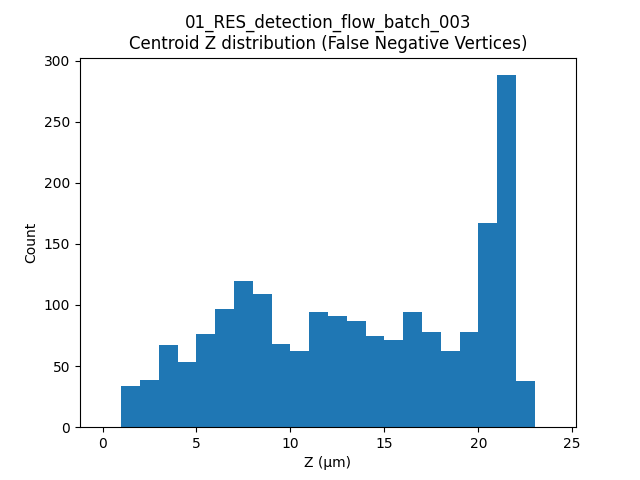 01_RES_detection_flow_batch_003
Centroid Z distribution (False Negative Vertices)
300
250
200
150
100
50
0
Count
0 5 10 15 20 25
Z (μm)